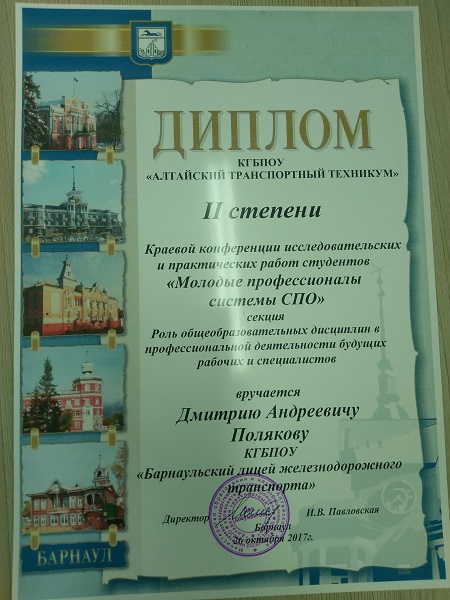 ДИПЛОМ
КГБПОУ
«АЛТАЙСКИЙ ТРАНСПОРТНЫЙ ТЕХНИКУМ»
II степени
Краевой конференции исследовательских
и практических работ студентов
«Молодые профессионалы
системы СПО»
секция
Роль общеобразовательных дисциплин в
профессиональной деятельности будущих
рабочих и специалистов
вручается
Дмитрию Андреевичу
Полякову
КГБПОУ
«Барнаульский лицей железнодорожного
транспорта»
Директор
И.В. Павловская
Барнаул
26 октября 2017г.
БАРНАУЛ